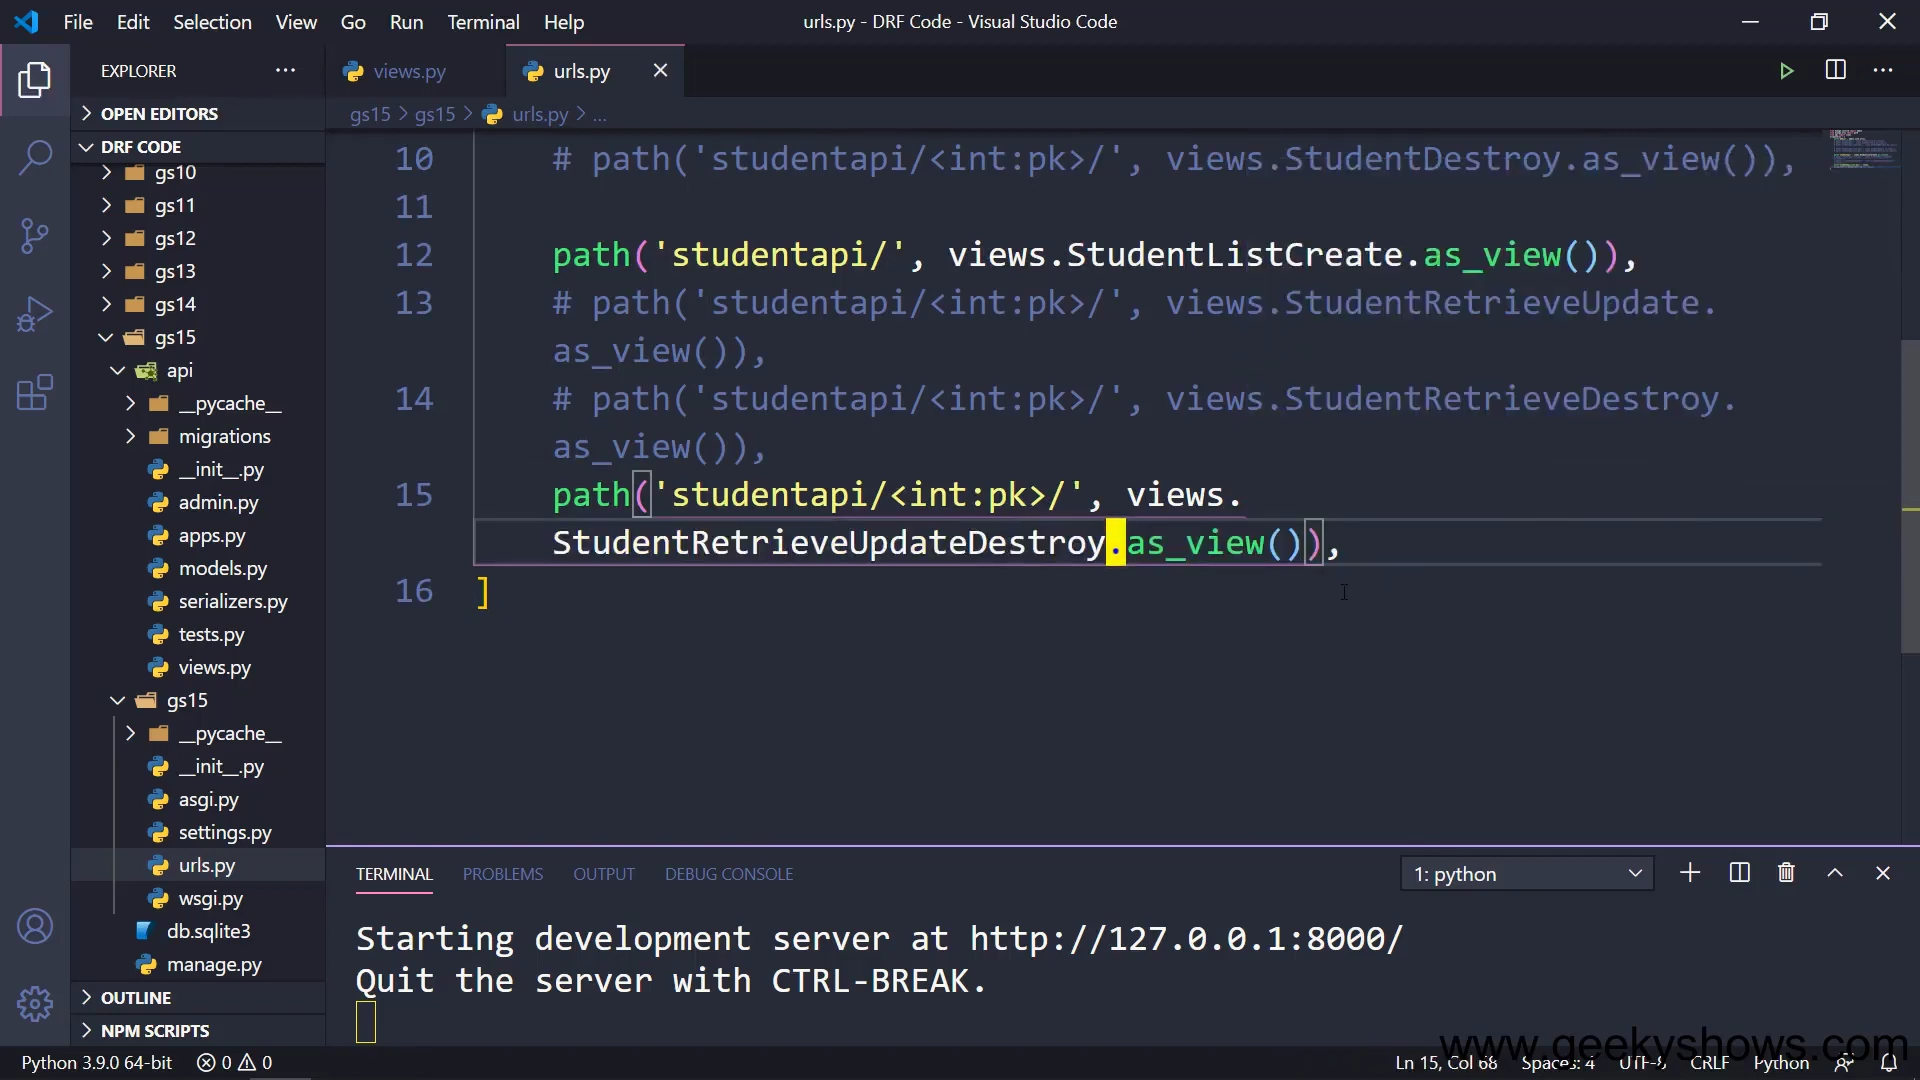 File Edit Selection View Go Run Terminal Help
urls.py - DRF Code - Visual Studio Code
EXPLORER
views.py
urls.py
OPEN EDITORS
gs15 > gs15 > urls.py > ...
DRF CODE
gs10
gs11
gs12
gs13
gs14
gs15
api
__pycache__
migrations
__init__.py
admin.py
apps.py
models.py
serializers.py
tests.py
views.py
gs15
__pycache__
__init__.py
asgi.py
settings.py
urls.py
wsgi.py
db.sqlite3
manage.py
OUTLINE
NPM SCRIPTS
10 # path('studentapi/<int:pk>/', views.StudentDestroy.as_view()),
11
12 path('studentapi/', views.StudentListCreate.as_view()),
13 # path('studentapi/<int:pk>/', views.StudentRetrieveUpdate.
as_view()),
14 # path('studentapi/<int:pk>/', views.StudentRetrieveDestroy.
as_view()),
15 path('studentapi/<int:pk>/', views.
StudentRetrieveUpdateDestroy.as_view()),
16 ]
TERMINAL PROBLEMS OUTPUT DEBUG CONSOLE
1: python
Starting development server at http://127.0.0.1:8000/
Quit the server with CTRL-BREAK.
www.geekyshows.com
Python 3.9.0 64-bit 0 0
Ln 15, Col 68 Spaces: 4 UTF-8 CRLF Python